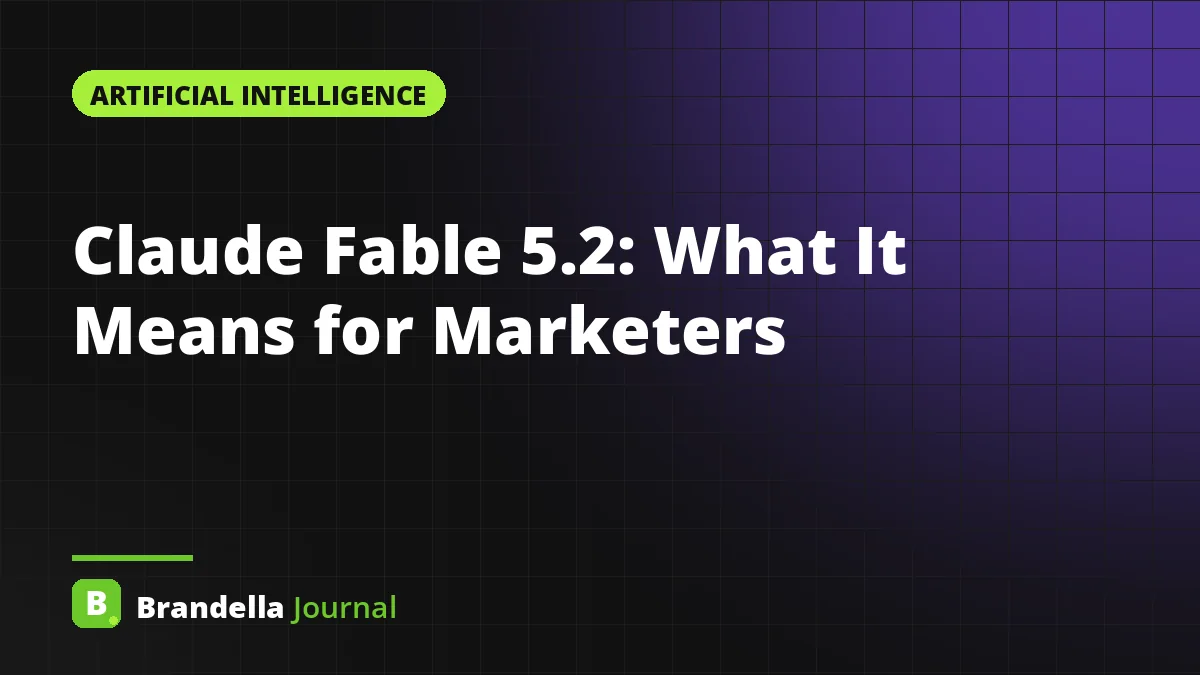 ARTIFICIAL INTELLIGENCE
Claude Fable 5.2: What It
Means for Marketers
B
Brandella Journal